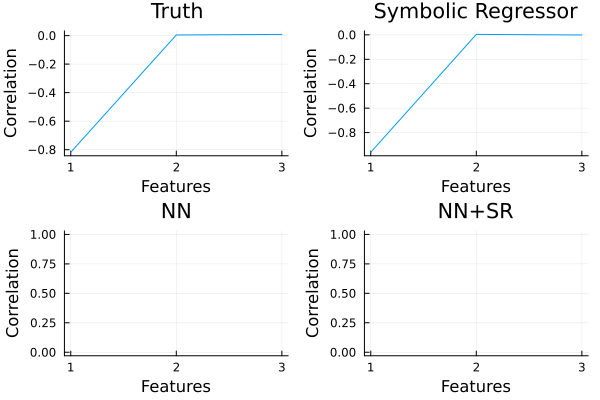 Truth
Symbolic Regressor
0.0
−0.2
−0.4
−0.6
−0.8
Correlation
1
2
3
Features
0.0
−0.2
−0.4
−0.6
−0.8
Correlation
1
2
3
Features
NN
NN+SR
1.00
0.75
0.50
0.25
0.00
Correlation
1
2
3
Features
1.00
0.75
0.50
0.25
0.00
Correlation
1
2
3
Features